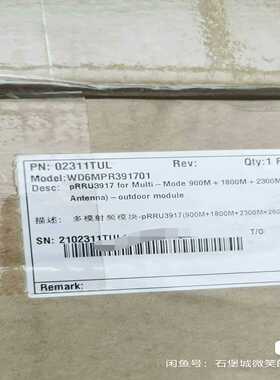 PN: 02311TUL Rev: Qty:1
Model:WD6MPR391701
Desc: pRRU3917 for Multi-Mode 900M + 1800M + 2300M
Antenna)-outdoor module
描述: 多模射频模块-pRRU3917(900M+1800M+2300M+260
SN: 2102311TUL
T/O:
Remark:
闲鱼号:石堡城微笑的